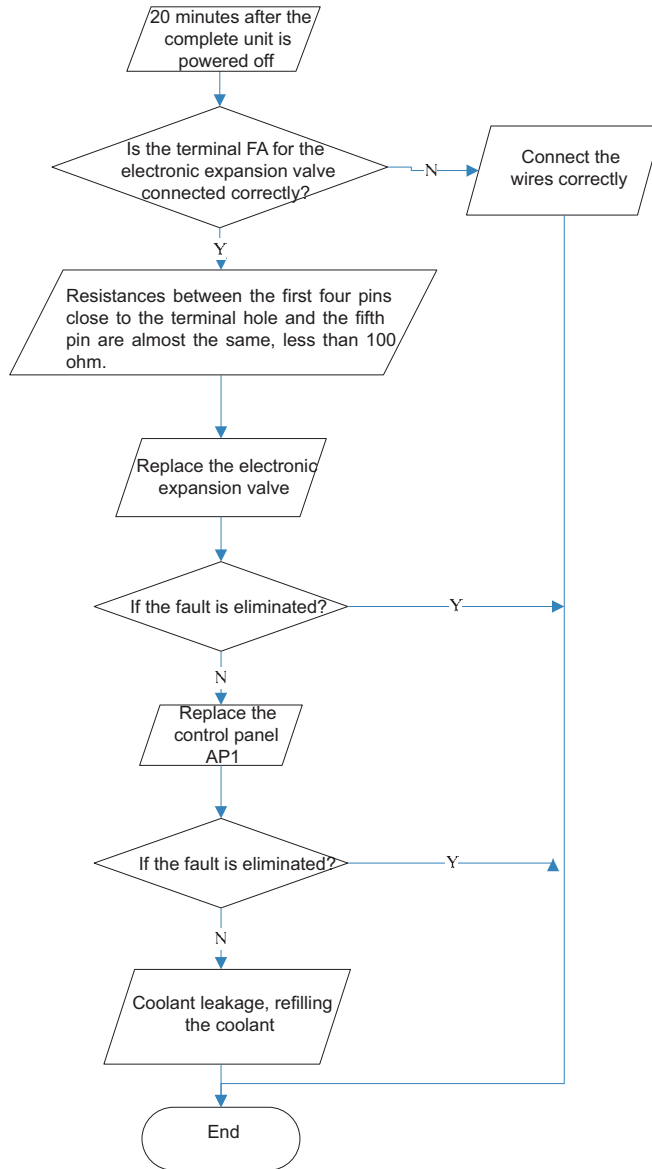 20 minutes after the
complete unit is
powered off
Is the terminal FA for the
electronic expansion valve
connected correctly?
N
Connect the
wires correctly
Y
Resistances between the first four pins
close to the terminal hole and the fifth
pin are almost the same, less than 100
ohm.
Replace the electronic
expansion valve
If the fault is eliminated?
Y
N
Replace the
control panel
AP1
If the fault is eliminated?
Y
N
Coolant leakage, refilling
the coolant
End